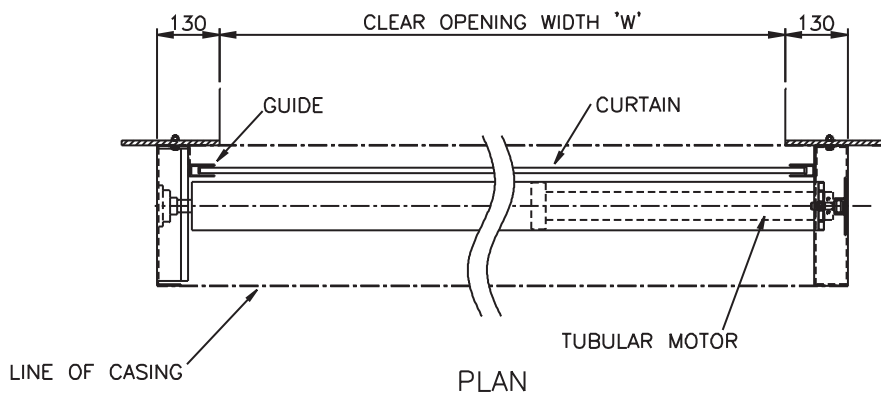 130 CLEAR OPENING WIDTH 'W' 130
GUIDE CURTAIN
TUBULAR MOTOR
LINE OF CASING
PLAN